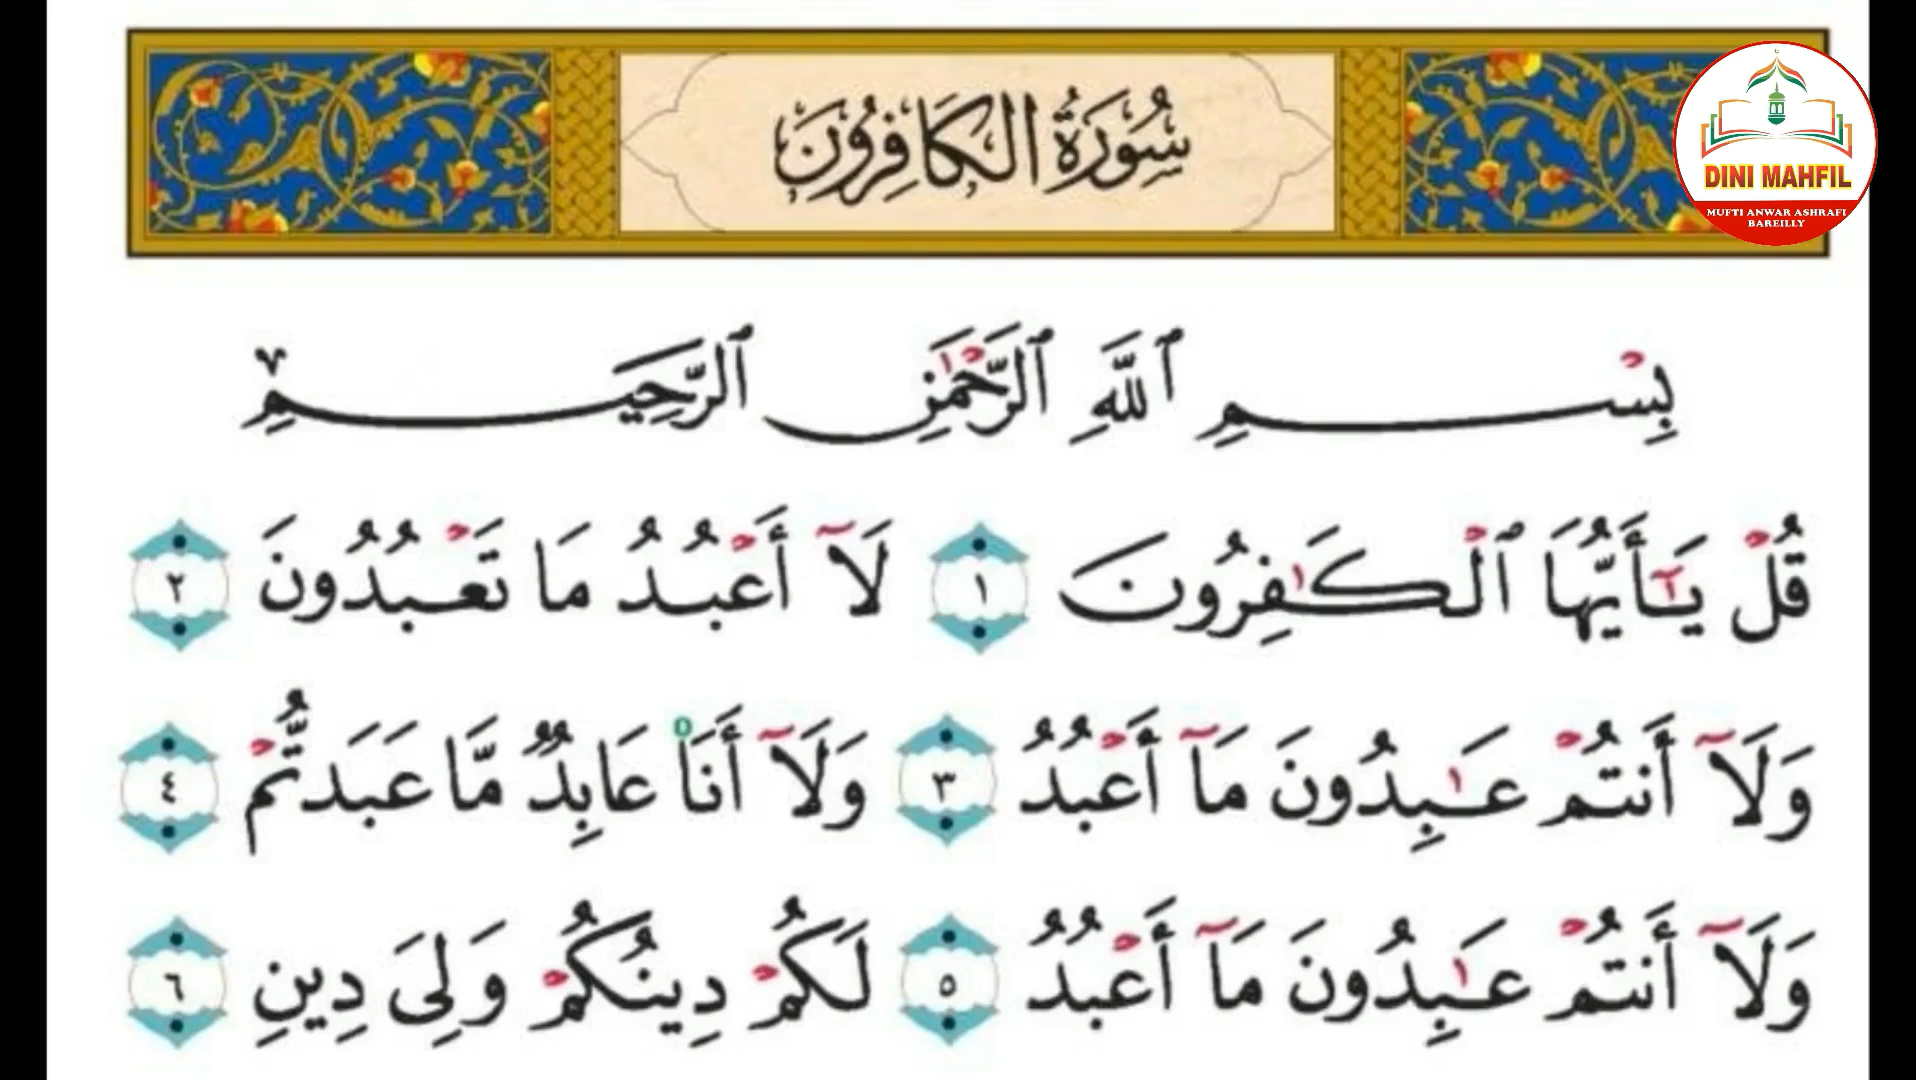 سُورَةُ الكَافِرُونَ
DINI MAHFIL
MUFTI ANWAR ASHRAFI
BAREILLY
بِسْمِ ٱللَّهِ ٱلرَّحْمَٰنِ ٱلرَّحِيمِ
قُلْ يَٰٓأَيُّهَا ٱلْكَٰفِرُونَ ١ لَآ أَعْبُدُ مَا تَعْبُدُونَ ٢
وَلَآ أَنتُمْ عَٰبِدُونَ مَآ أَعْبُدُ ٣ وَلَآ أَنَا۠ عَابِدٌ مَّا عَبَدتُّمْ ٤
وَلَآ أَنتُمْ عَٰبِدُونَ مَآ أَعْبُدُ ٥ لَكُمْ دِينُكُمْ وَلِىَ دِينِ ٦